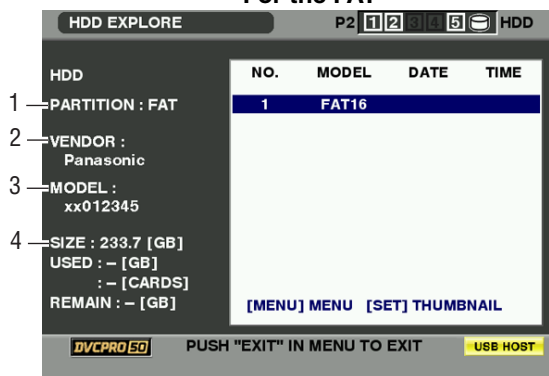 For the FAT
HDD EXPLORE P2 1 2 3 4 5 HDD
HDD NO. MODEL DATE TIME
1 PARTITION : FAT 1 FAT16
2 VENDOR :
Panasonic
3 MODEL :
xx012345
4 SIZE : 233.7 [GB]
USED : – [GB]
: – [CARDS]
REMAIN : – [GB] [MENU] MENU [SET] THUMBNAIL
DVCPRO 50 PUSH "EXIT" IN MENU TO EXIT USB HOST